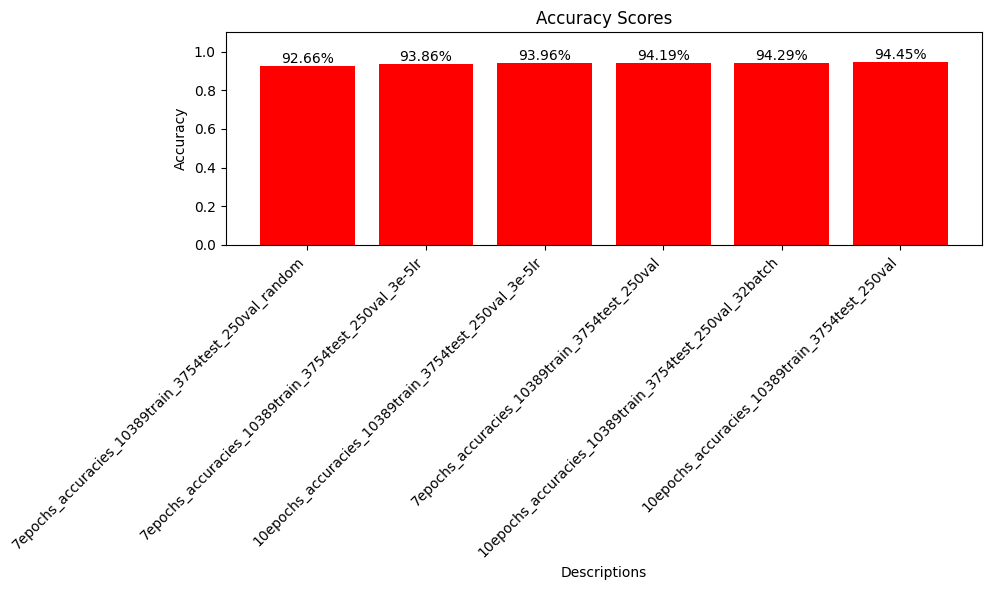 Accuracy Scores
92.66%
93.86%
93.96%
94.19%
94.29%
94.45%
Accuracy
1.0
0.8
0.6
0.4
0.2
0.0
7epochs_accuracies_10389train_3754test_250val_random
7epochs_accuracies_10389train_3754test_250val_3e-5lr
10epochs_accuracies_10389train_3754test_250val_3e-5lr
7epochs_accuracies_10389train_3754test_250val
10epochs_accuracies_10389train_3754test_250val_32batch
10epochs_accuracies_10389train_3754test_250val
Descriptions